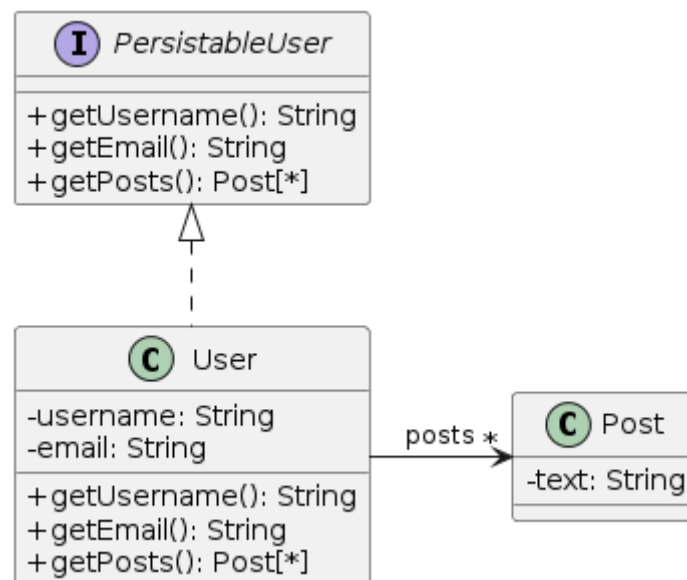 I PersistableUser
+getUsername(): String
+getEmail(): String
+getPosts(): Post[*]
C User
-username: String
-email: String
+getUsername(): String
+getEmail(): String
+getPosts(): Post[*]
posts *
C Post
-text: String